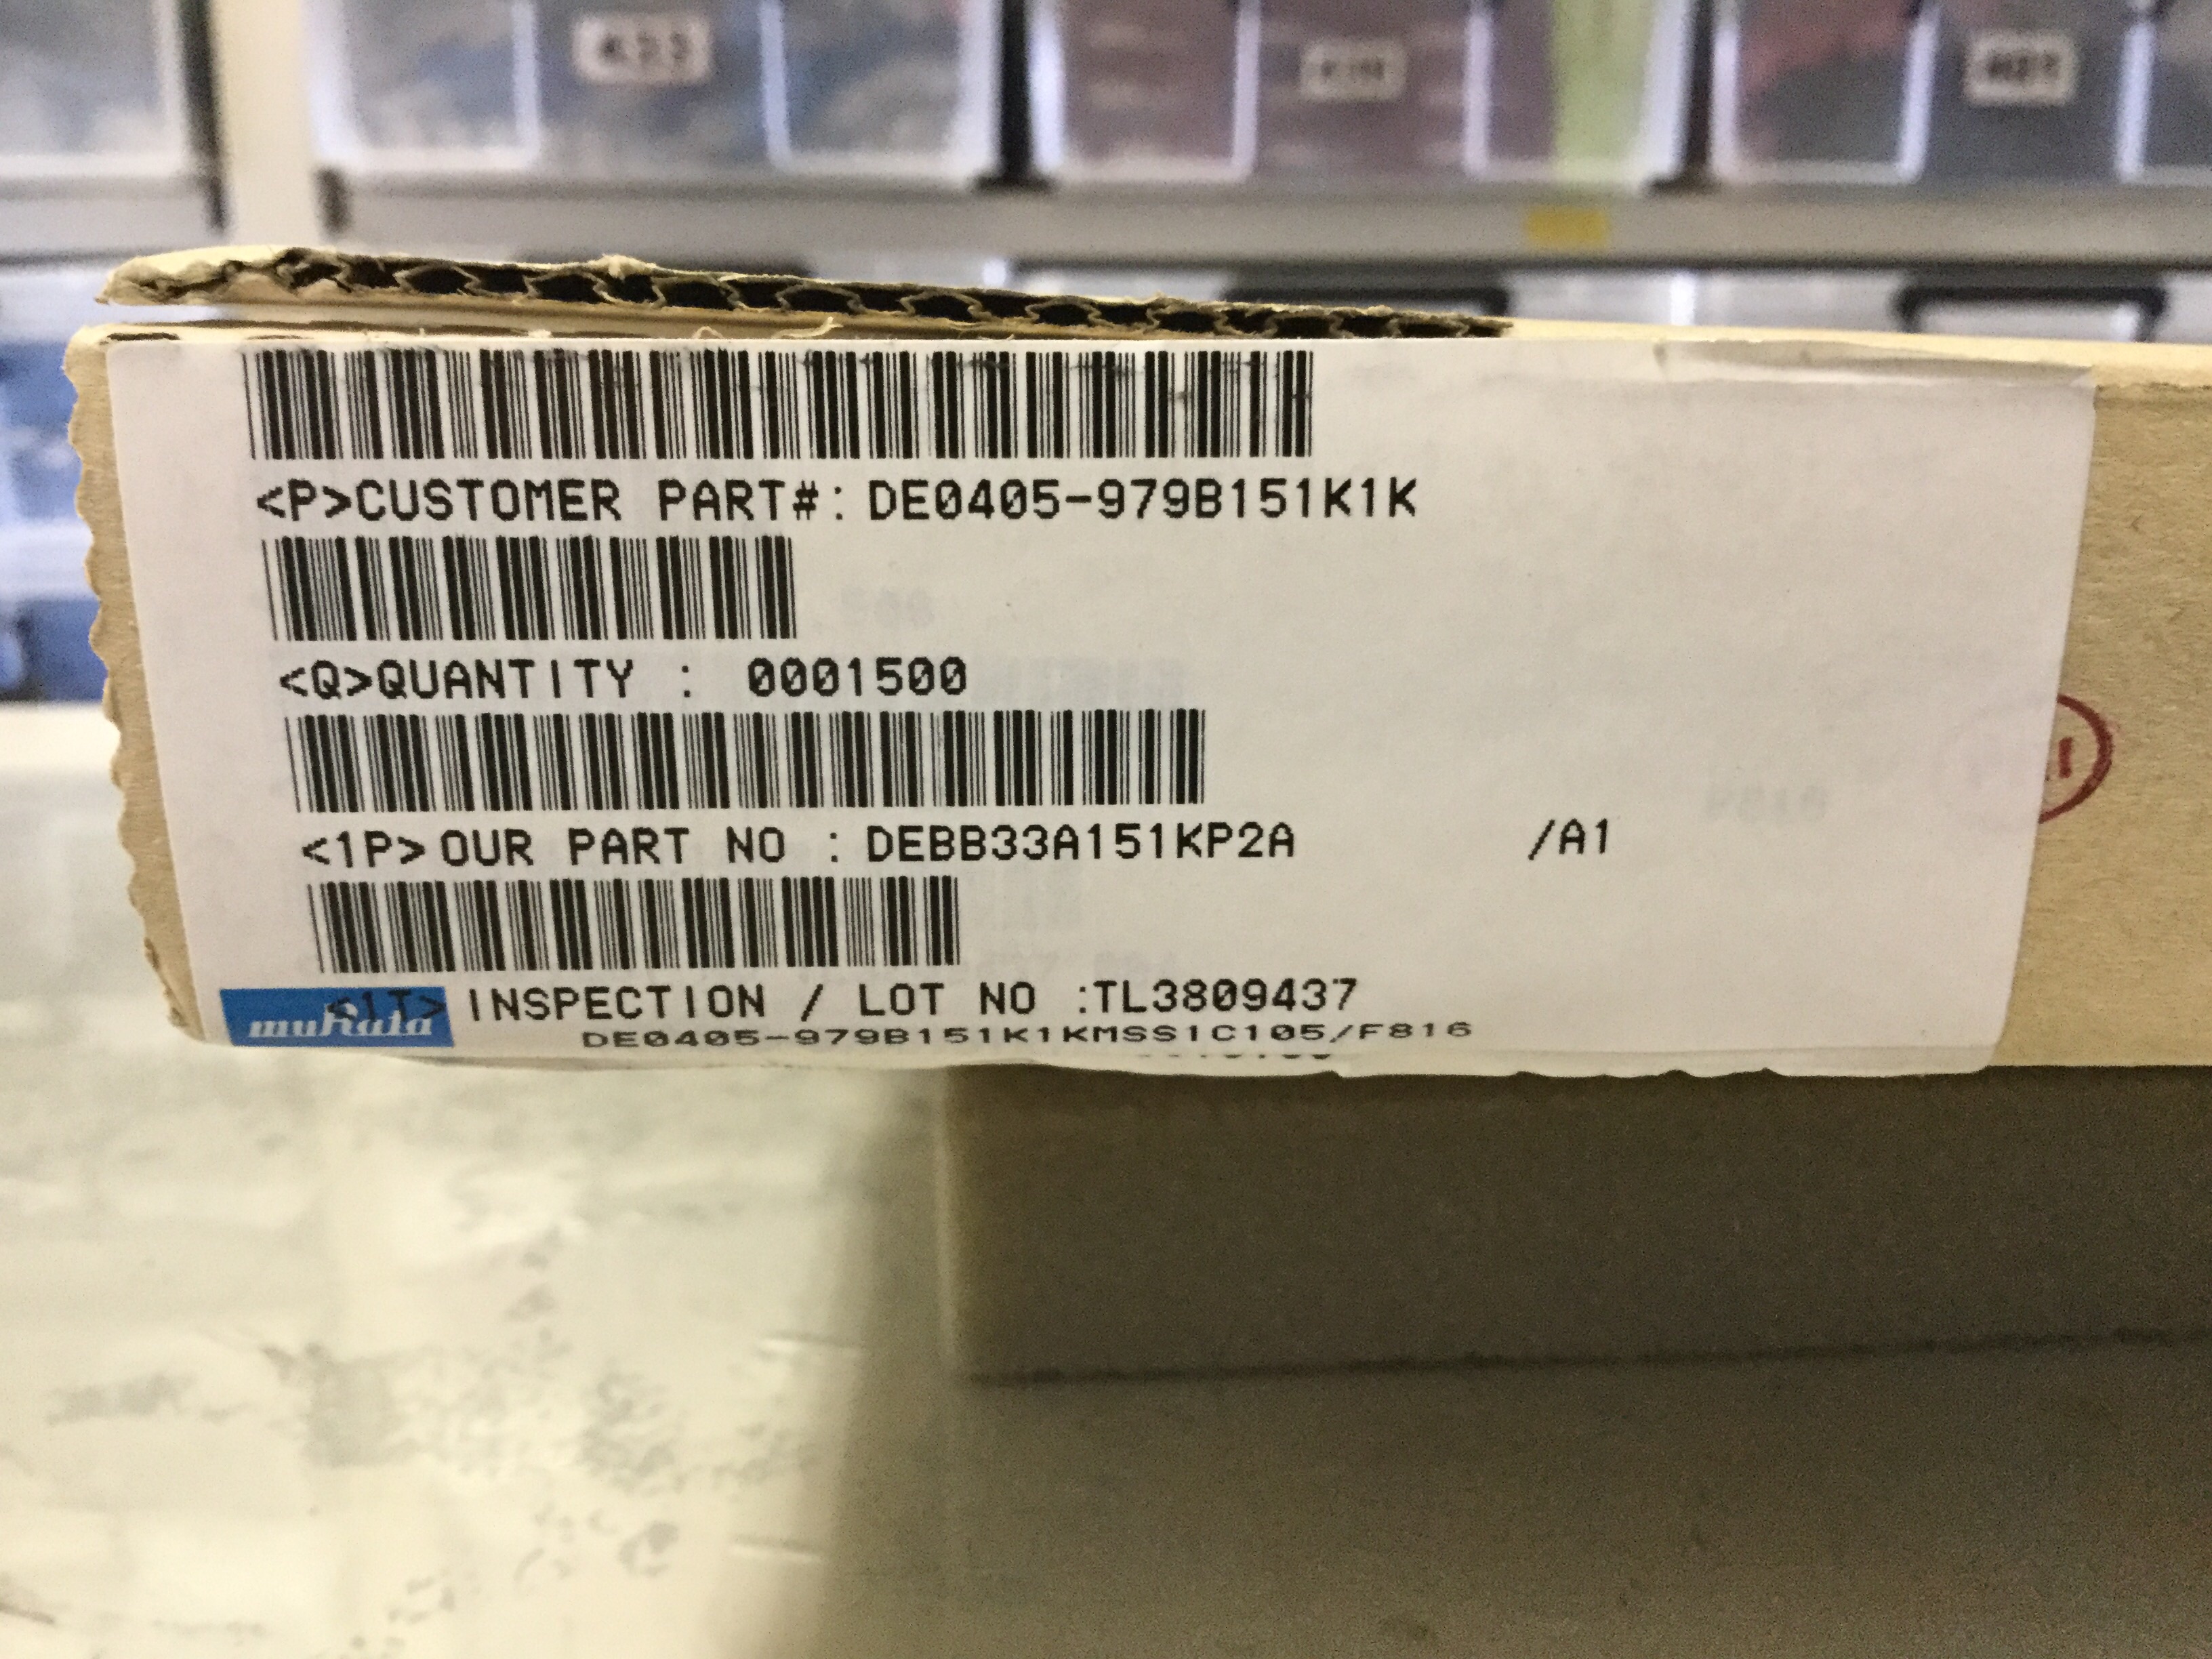 <P>CUSTOMER PART#: DE0405-979B151K1K
<Q>QUANTITY : 0001500
<1P>OUR PART NO : DEBB33A151KP2A /A1
<1T> INSPECTION / LOT NO :TL3809437
muRata
DE0405-979B151K1KMSS1C105/F816